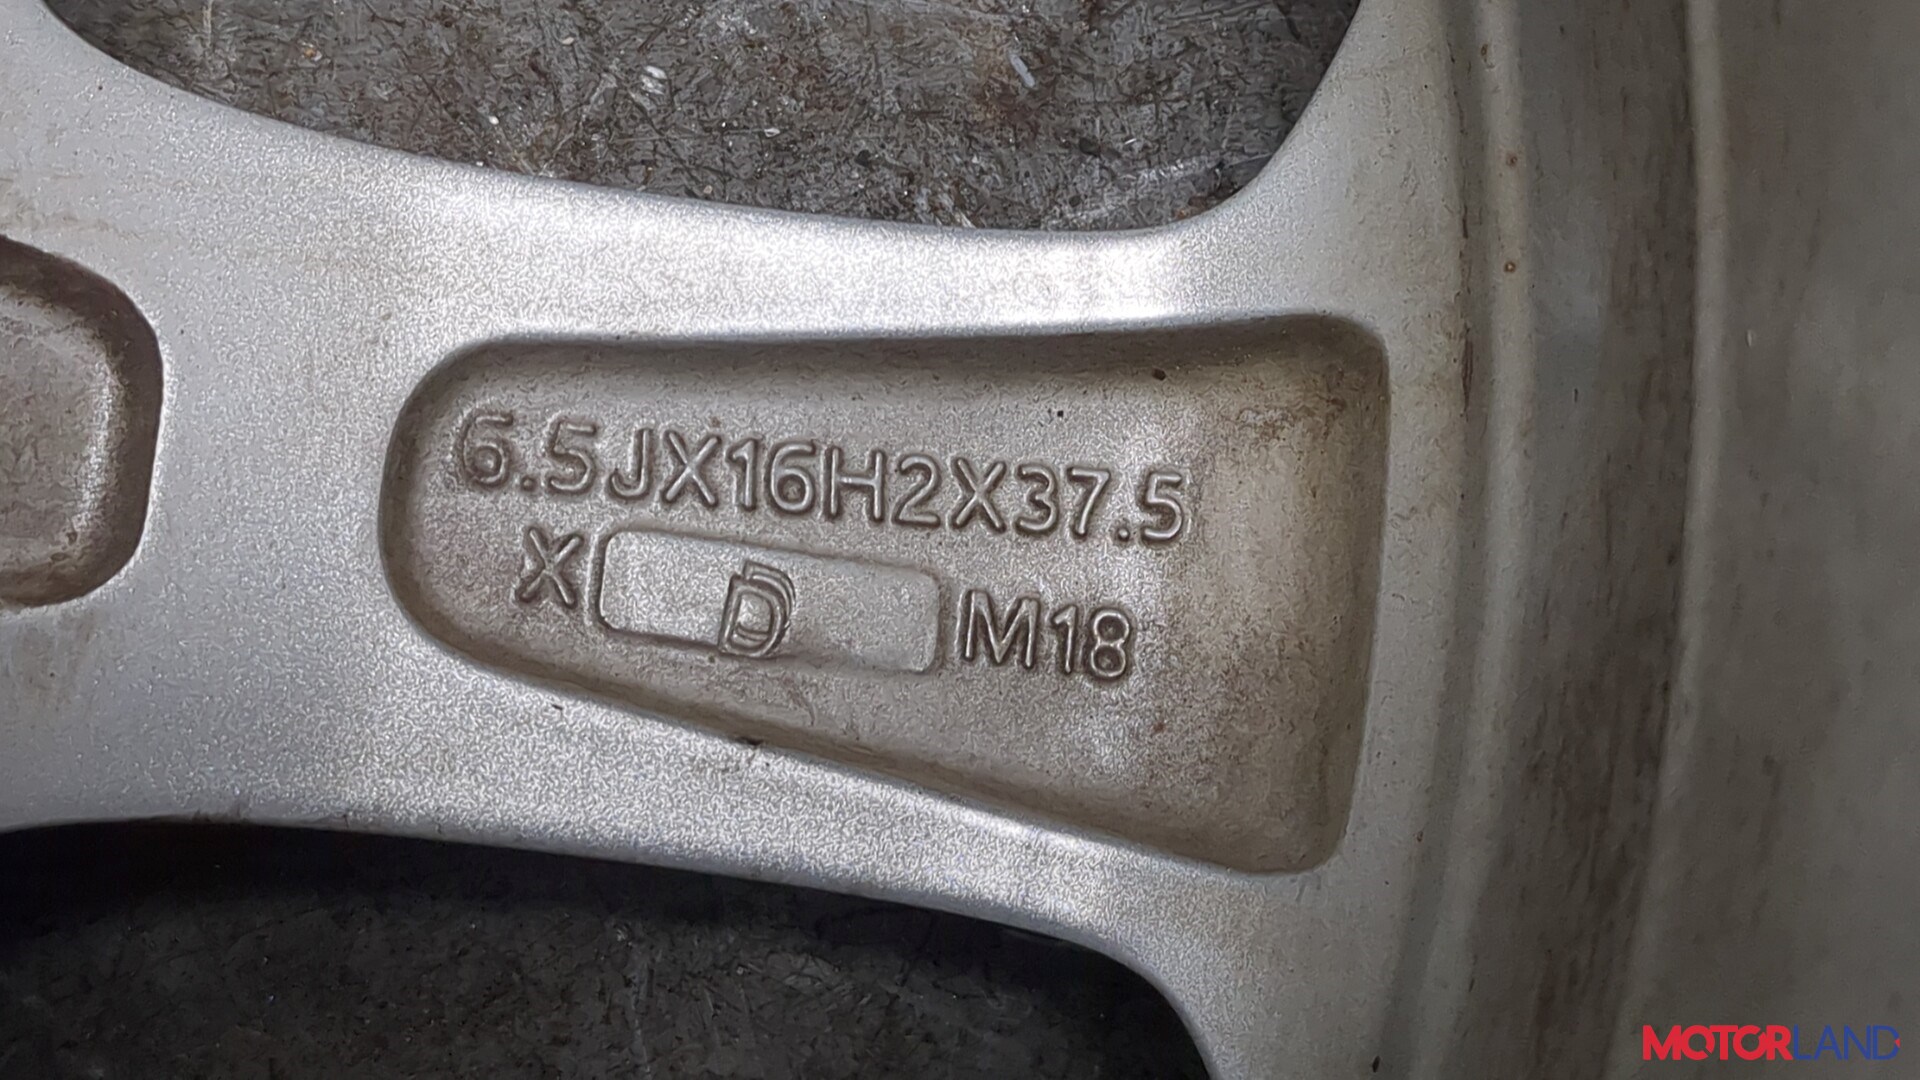 6.5JX16H2X37.5
X D M18
MOTORLAND